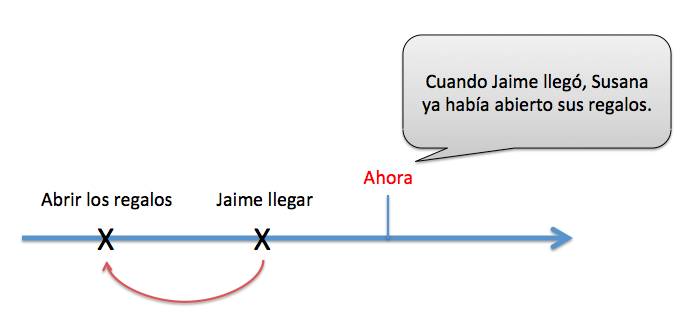 Cuando Jaime llegó, Susana
ya había abierto sus regalos.
Ahora
Abrir los regalos
Jaime llegar
X
X